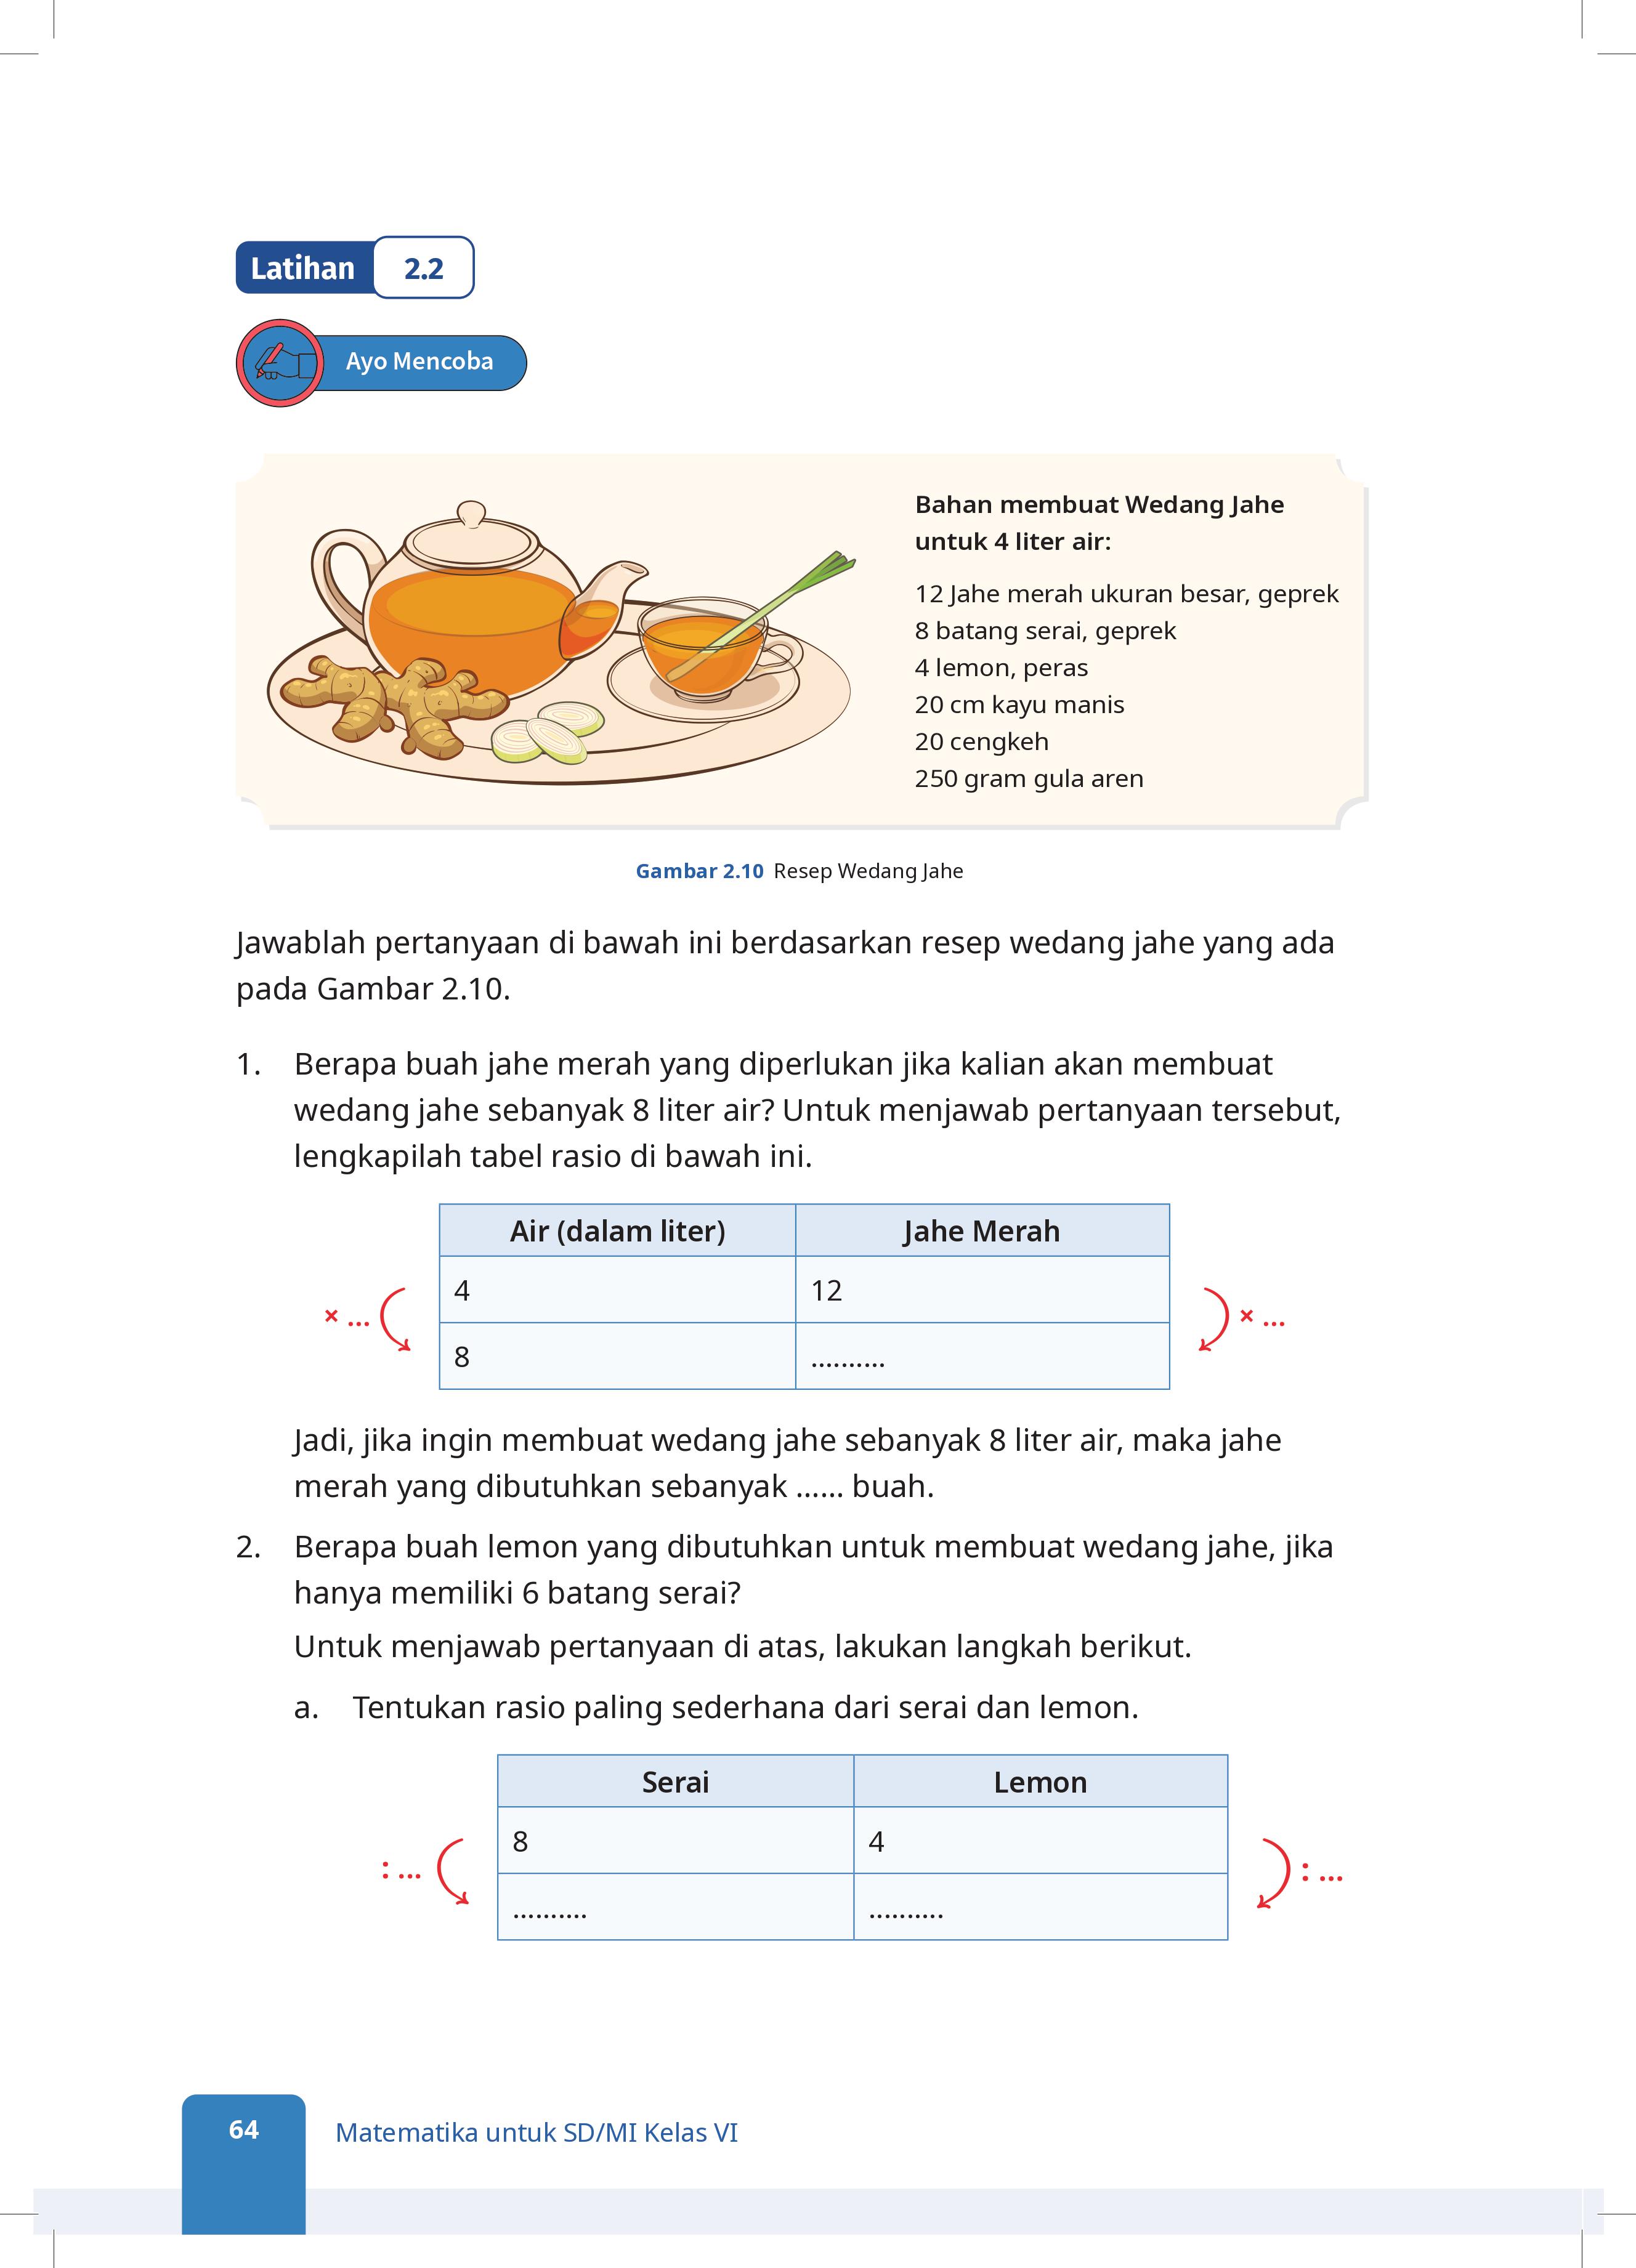 Latihan 2.2
Ayo Mencoba
Bahan membuat Wedang Jahe
untuk 4 liter air:
12 Jahe merah ukuran besar, geprek
8 batang serai, geprek
4 lemon, peras
20 cm kayu manis
20 cengkeh
250 gram gula aren
Gambar 2.10 Resep Wedang Jahe
Jawablah pertanyaan di bawah ini berdasarkan resep wedang jahe yang ada
pada Gambar 2.10.
1. Berapa buah jahe merah yang diperlukan jika kalian akan membuat
wedang jahe sebanyak 8 liter air? Untuk menjawab pertanyaan tersebut,
lengkapilah tabel rasio di bawah ini.
Air (dalam liter) Jahe Merah
4 12
× ... × ...
8 ..........
Jadi, jika ingin membuat wedang jahe sebanyak 8 liter air, maka jahe
merah yang dibutuhkan sebanyak ...... buah.
2. Berapa buah lemon yang dibutuhkan untuk membuat wedang jahe, jika
hanya memiliki 6 batang serai?
Untuk menjawab pertanyaan di atas, lakukan langkah berikut.
a. Tentukan rasio paling sederhana dari serai dan lemon.
Serai Lemon
8 4
: ... : ...
.......... ..........
64 Matematika untuk SD/MI Kelas VI